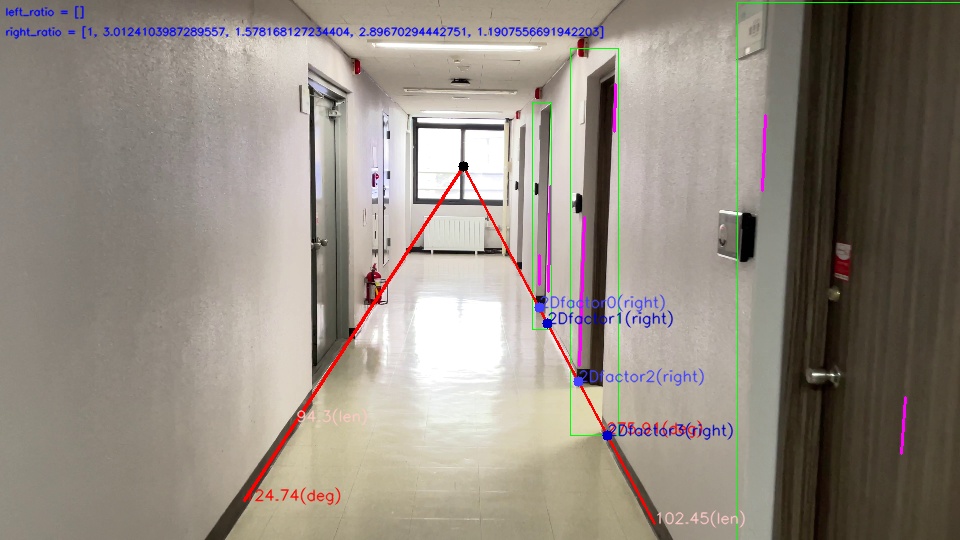 left_ratio = []
right_ratio = [1, 3.0124103987289557, 1.578168127234404, 2.89670294442751, 1.1907556691942203]
2Dfactor0(right)
2Dfactor1(right)
2Dfactor2(right)
94.3(len)
2Dfactor3(right)
24.74(deg)
102.45(len)